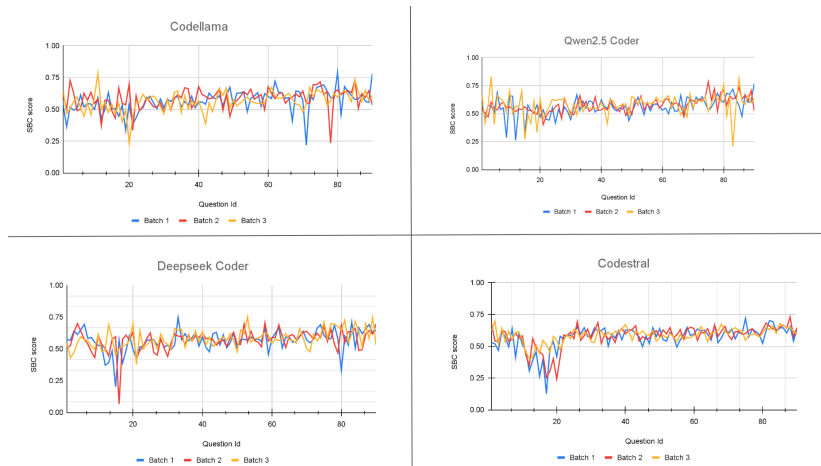 Codellama
1.00
0.75
0.50
0.25
0.00
SBC score
20
40
60
80
Question Id
Batch 1 Batch 2 Batch 3
Qwen2.5 Coder
1.00
0.75
0.50
0.25
0.00
SBC score
20
40
60
80
Question Id
Batch 1 Batch 2 Batch 3
Deepseek Coder
1.00
0.75
0.50
0.25
0.00
SBC score
20
40
60
80
Question Id
Batch 1 Batch 2 Batch 3
Codestral
1.00
0.75
0.50
0.25
0.00
SBC score
20
40
60
80
Question Id
Batch 1 Batch 2 Batch 3